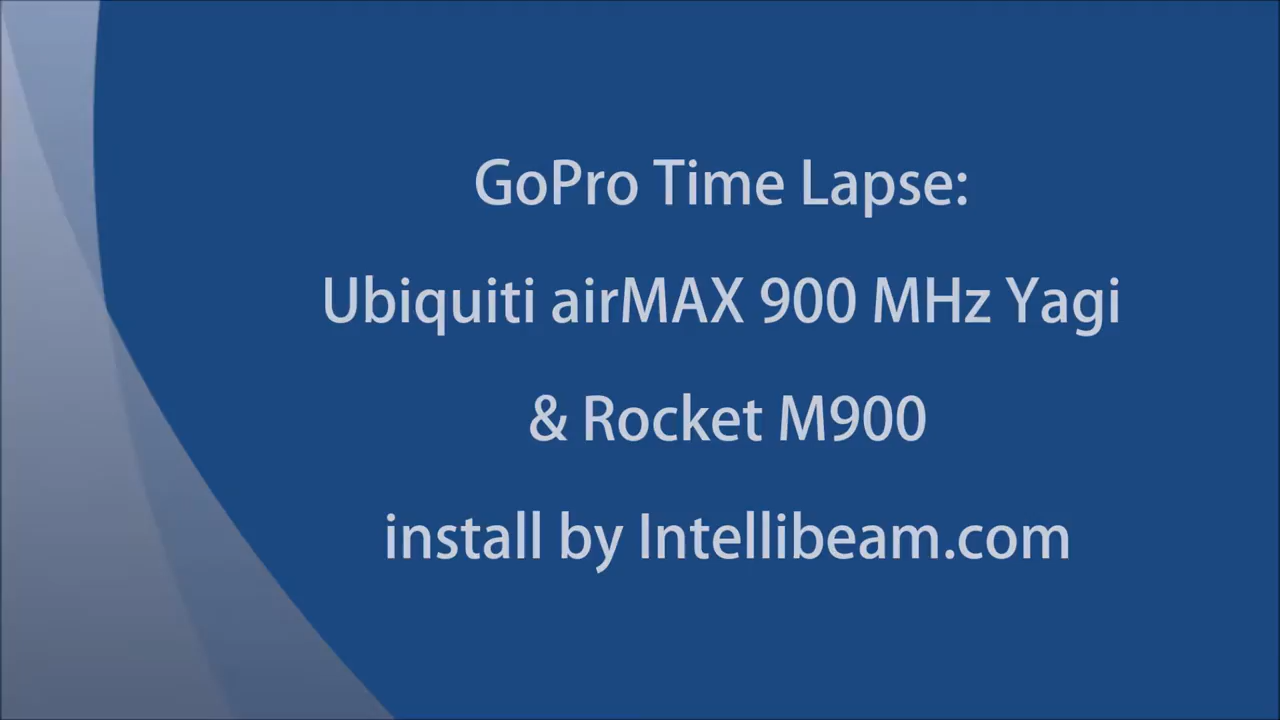 GoPro Time Lapse:
Ubiquiti airMAX 900 MHz Yagi
& Rocket M900
install by Intellibeam.com